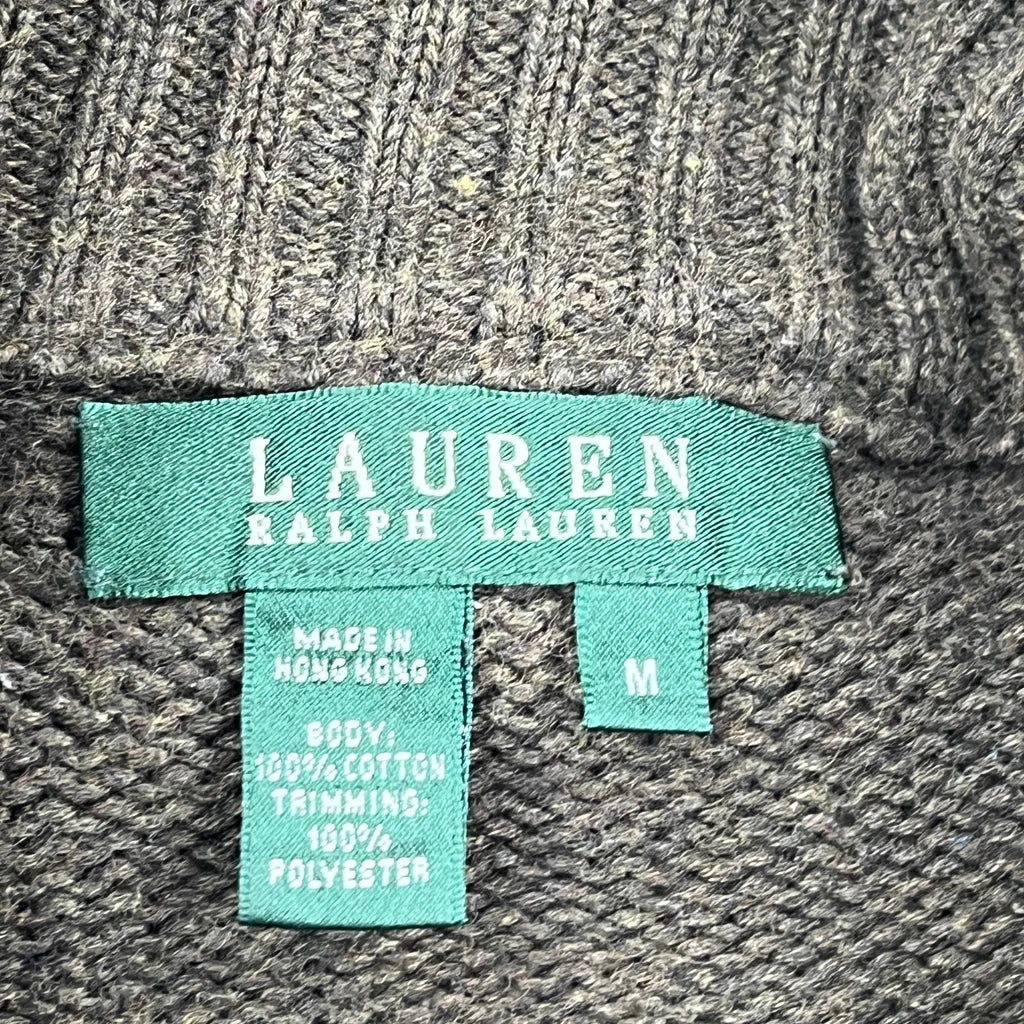 LAUREN
RALPH LAUREN
MADE IN
HONG KONG
BODY:
100% COTTON
TRIMMING:
100%
POLYESTER
M